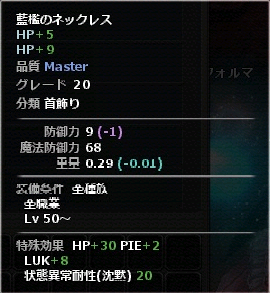 藍檻のネックレス
HP+5
HP+9
品質 Master
グレード 20
フォルマ
分類 首飾り
防御力 9 (-1)
魔法防御力 68
重量 0.29 (-0.01)
装備条件 全種族
全職業
Lv 50～
特殊効果 HP+30 PIE+2
LUK+8
状態異常耐性(沈黙) 20